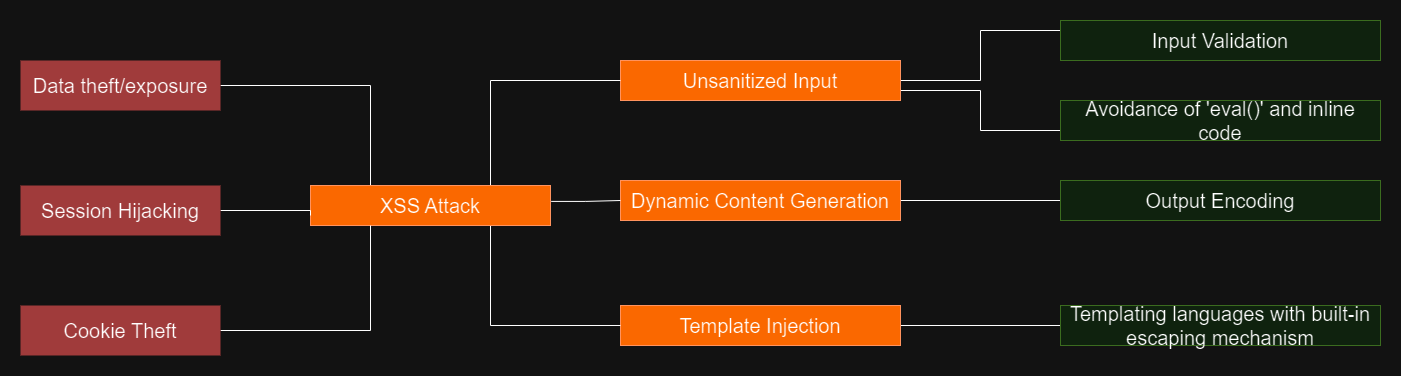 Data theft/exposure
Session Hijacking
Cookie Theft
XSS Attack
Unsanitized Input
Dynamic Content Generation
Template Injection
Input Validation
Avoidance of 'eval()' and inline
code
Output Encoding
Templating languages with built-in
escaping mechanism